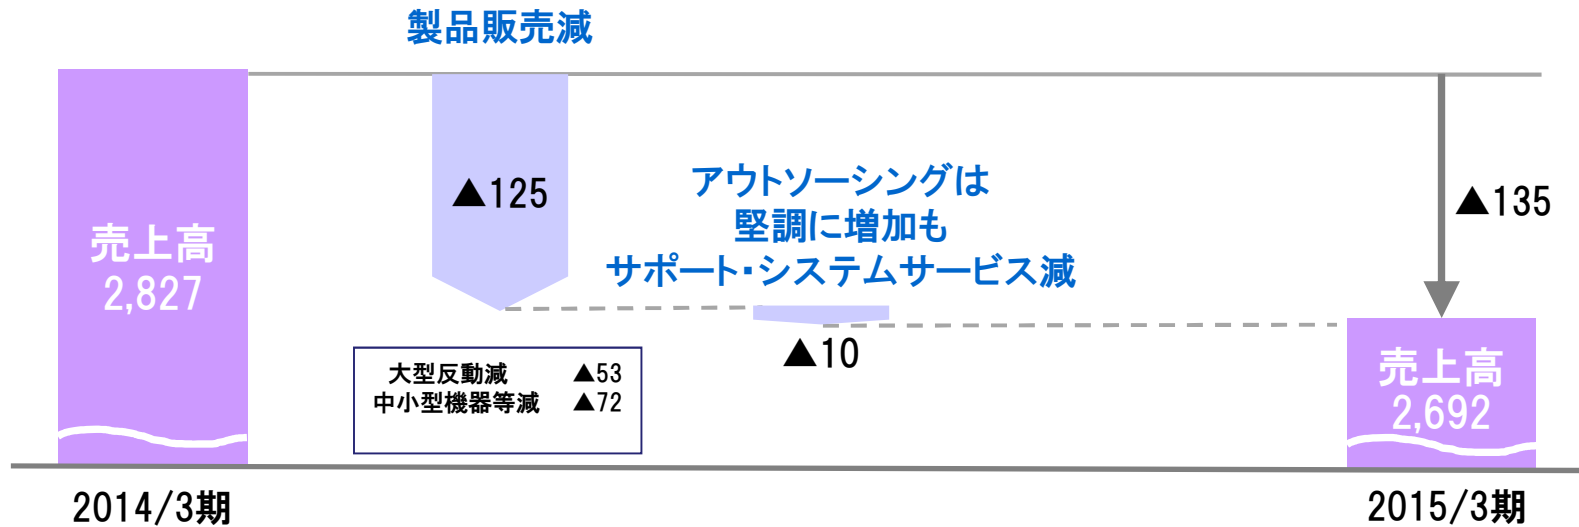 製品販売減
▲125
アウトソーシングは
堅調に増加も
サポート・システムサービス減
▲135
売上高
2,827
▲10
大型反動減 ▲53
中小型機器等減 ▲72
売上高
2,692
2014/3期
2015/3期